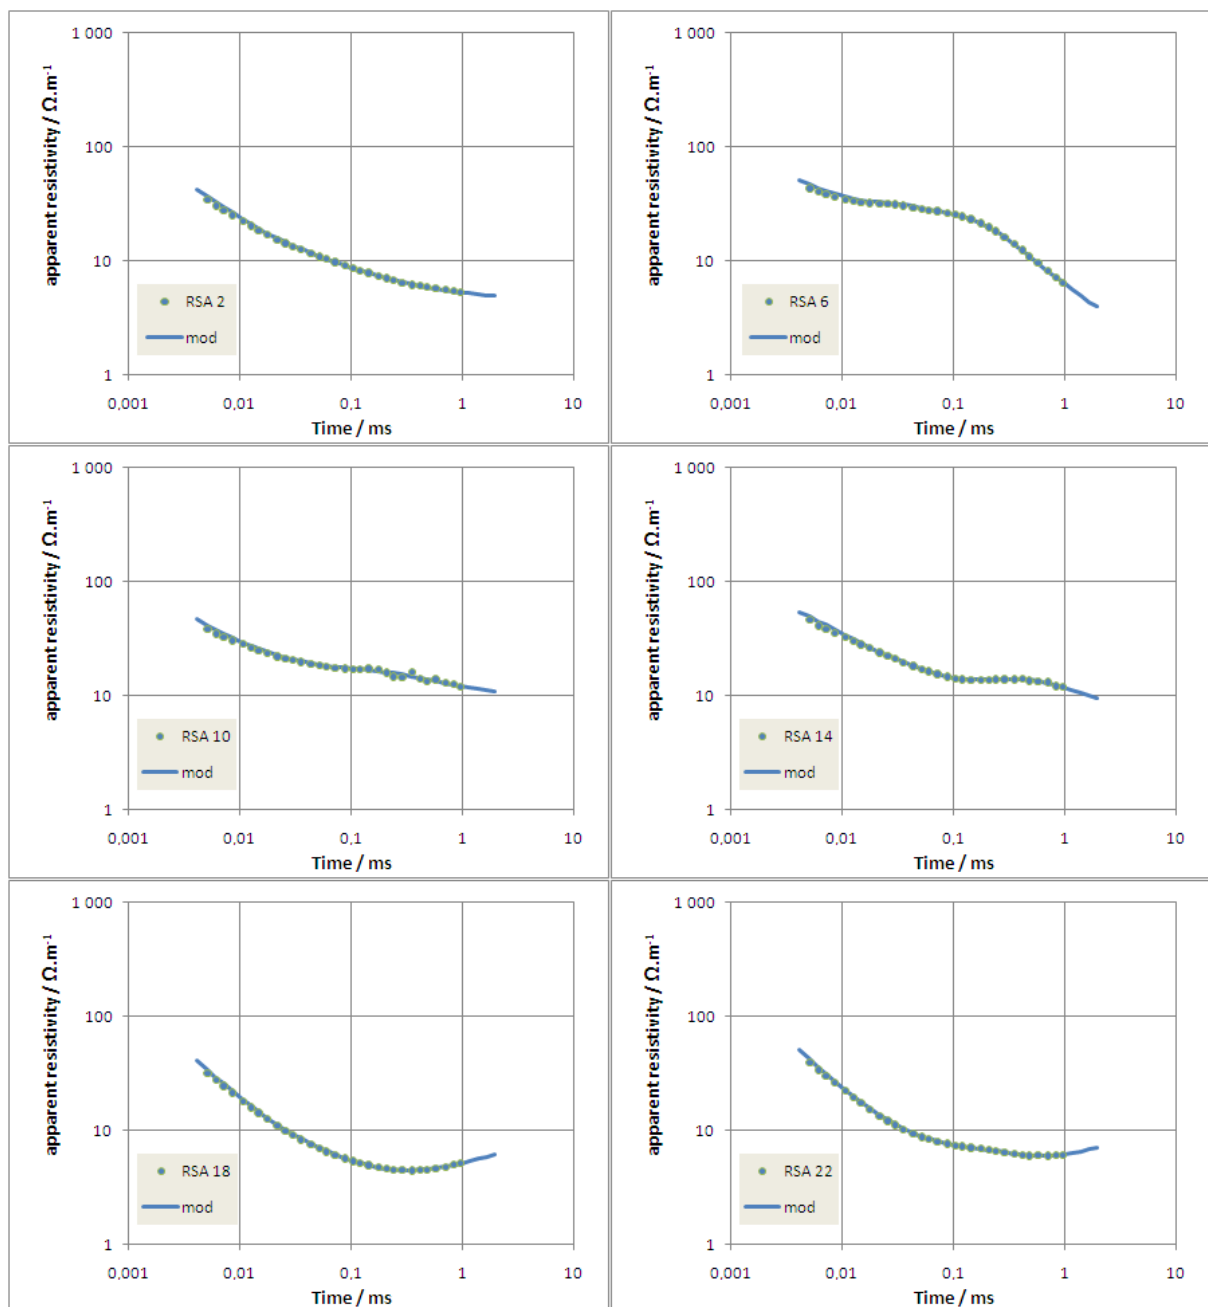 1 000
100
10
1
0,001
0,01
0,1
1
10
apparent resistivity / Ω.m-1
Time / ms
RSA 2
mod
1 000
100
10
1
0,001
0,01
0,1
1
10
apparent resistivity / Ω.m-1
Time / ms
RSA 6
mod
1 000
100
10
1
0,001
0,01
0,1
1
10
apparent resistivity / Ω.m-1
Time / ms
RSA 10
mod
1 000
100
10
1
0,001
0,01
0,1
1
10
apparent resistivity / Ω.m-1
Time / ms
RSA 14
mod
1 000
100
10
1
0,001
0,01
0,1
1
10
apparent resistivity / Ω.m-1
Time / ms
RSA 18
mod
1 000
100
10
1
0,001
0,01
0,1
1
10
apparent resistivity / Ω.m-1
Time / ms
RSA 22
mod